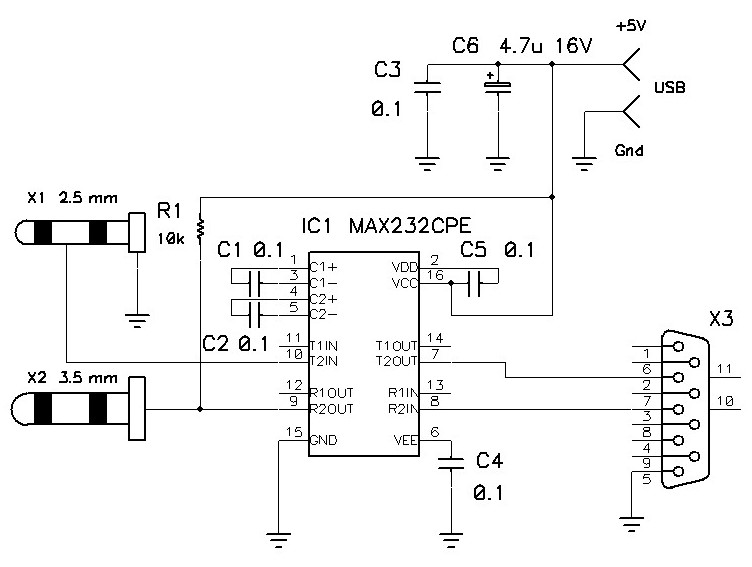 +5V
C6 4.7u 16V
C3
+
USB
0.1
Gnd
X1 2.5 mm
R1
10k
IC1 MAX232CPE
C1 0.1
C5 0.1
1 C1+ VDD 2
3 C1- VCC 16
4 C2+
5 C2-
C2 0.1
11 T1IN T1OUT 14
10 T2IN T2OUT 7
X3
X2 3.5 mm
12 R1OUT R1IN 13
9 R2OUT R2IN 8
15 GND VEE 6
C4
0.1
1
6
2
7
3
8
4
9
5
11
10